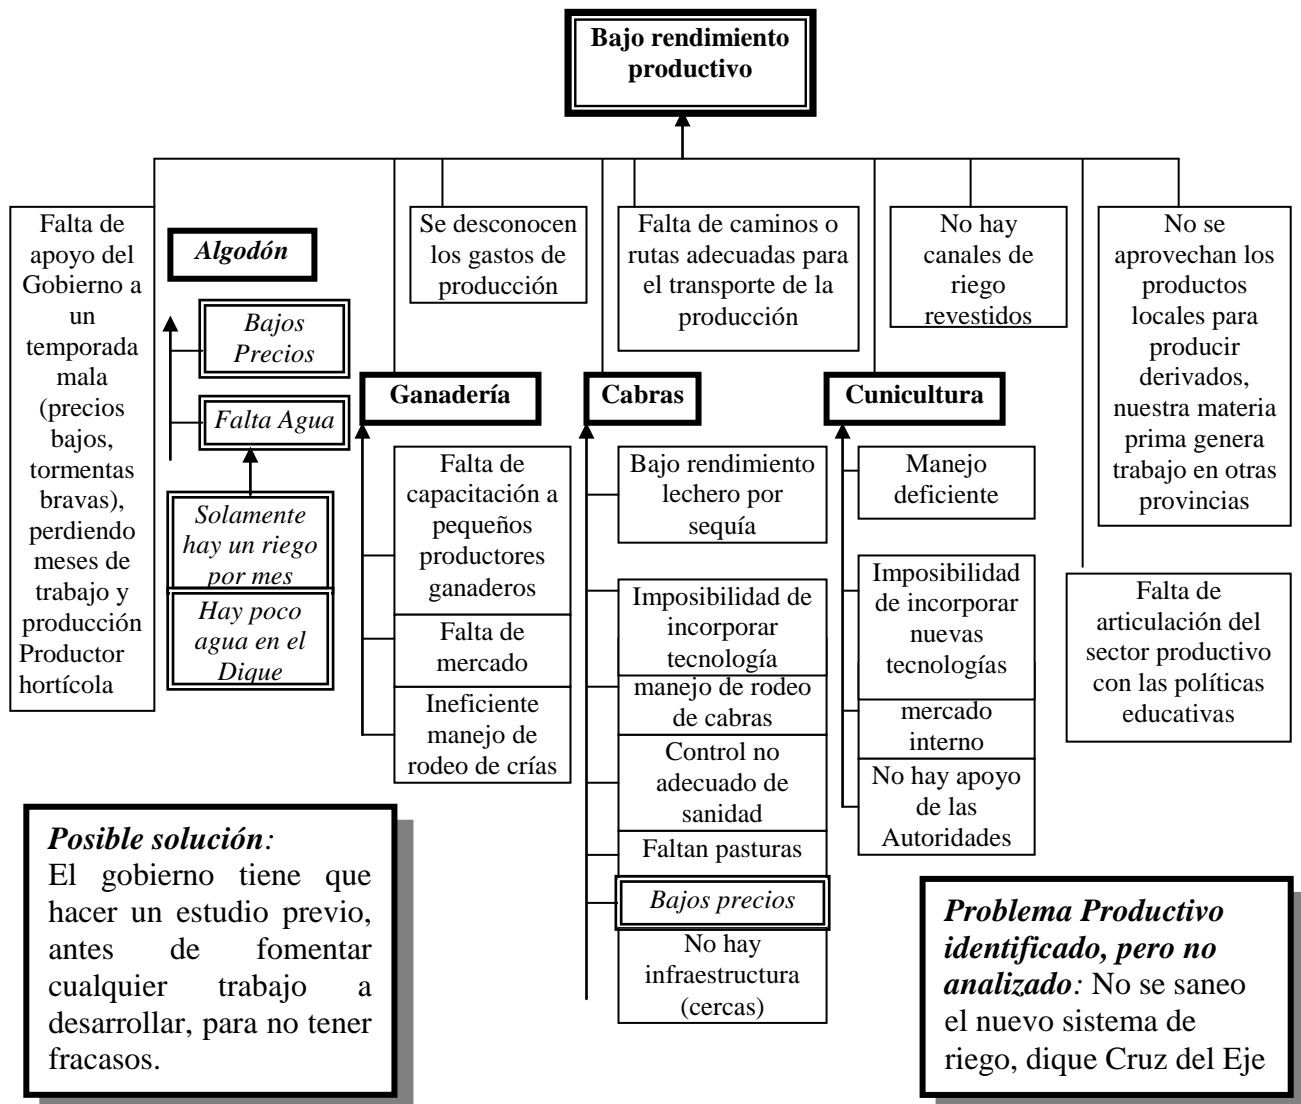 Bajo rendimiento
productivo
Falta de
apoyo del
Gobierno a
un
temporada
mala
(precios
bajos,
tormentas
bravas),
perdiendo
meses de
trabajo y
producción
Productor
hortícola
Algodón
Bajos
Precios
Falta Agua
Solamente
hay un riego
por mes
Hay poco
agua en el
Dique
Se desconocen
los gastos de
producción
Ganadería
Falta de
capacitación a
pequeños
productores
ganaderos
Falta de
mercado
Ineficiente
manejo de
rodeo de crías
Falta de caminos o
rutas adecuadas para
el transporte de la
producción
Cabras
Bajo rendimiento
lechero por
sequía
Imposibilidad de
incorporar
tecnología
manejo de rodeo
de cabras
Control no
adecuado de
sanidad
Faltan pasturas
Bajos precios
No hay
infraestructura
(cercas)
No hay
canales de
riego
revestidos
Cunicultura
Manejo
deficiente
Imposibilidad
de incorporar
nuevas
tecnologías
mercado
interno
No hay apoyo
de las
Autoridades
No se
aprovechan los
productos
locales para
producir
derivados,
nuestra materia
prima genera
trabajo en otras
provincias
Falta de
articulación del
sector productivo
con las políticas
educativas
Posible solución:
El gobierno tiene que
hacer un estudio previo,
antes de fomentar
cualquier trabajo a
desarrollar, para no tener
fracasos.
Problema Productivo
identificado, pero no
analizado: No se saneo
el nuevo sistema de
riego, dique Cruz del Eje